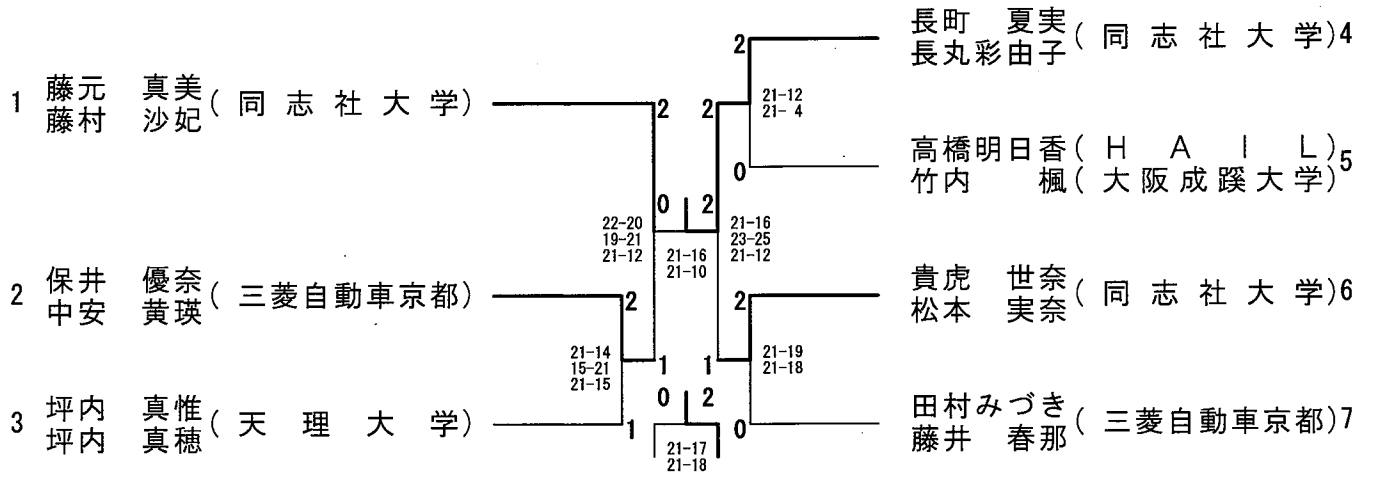 1 藤元 真美 (同志社大学)
藤村 沙妃
2 保井 優奈 (三菱自動車京都)
中安 黄瑛
3 坪内 真惟 (天理大学)
坪内 真穂
2
22-20
19-21
21-12
2
21-14
15-21
21-15
1
1
0 2
21-16
21-10
0 2
21-17
21-18
2
2
21-12
21- 4
0
21-16
23-25
21-12
2
1
21-19
21-18
0
長町 夏実 (同志社大学) 4
長丸彩由子
高橋明日香 (HAIL) 5
竹内 楓 (大阪成蹊大学)
貴虎 世奈 (同志社大学) 6
松本 実奈
田村みづき (三菱自動車京都) 7
藤井 春那